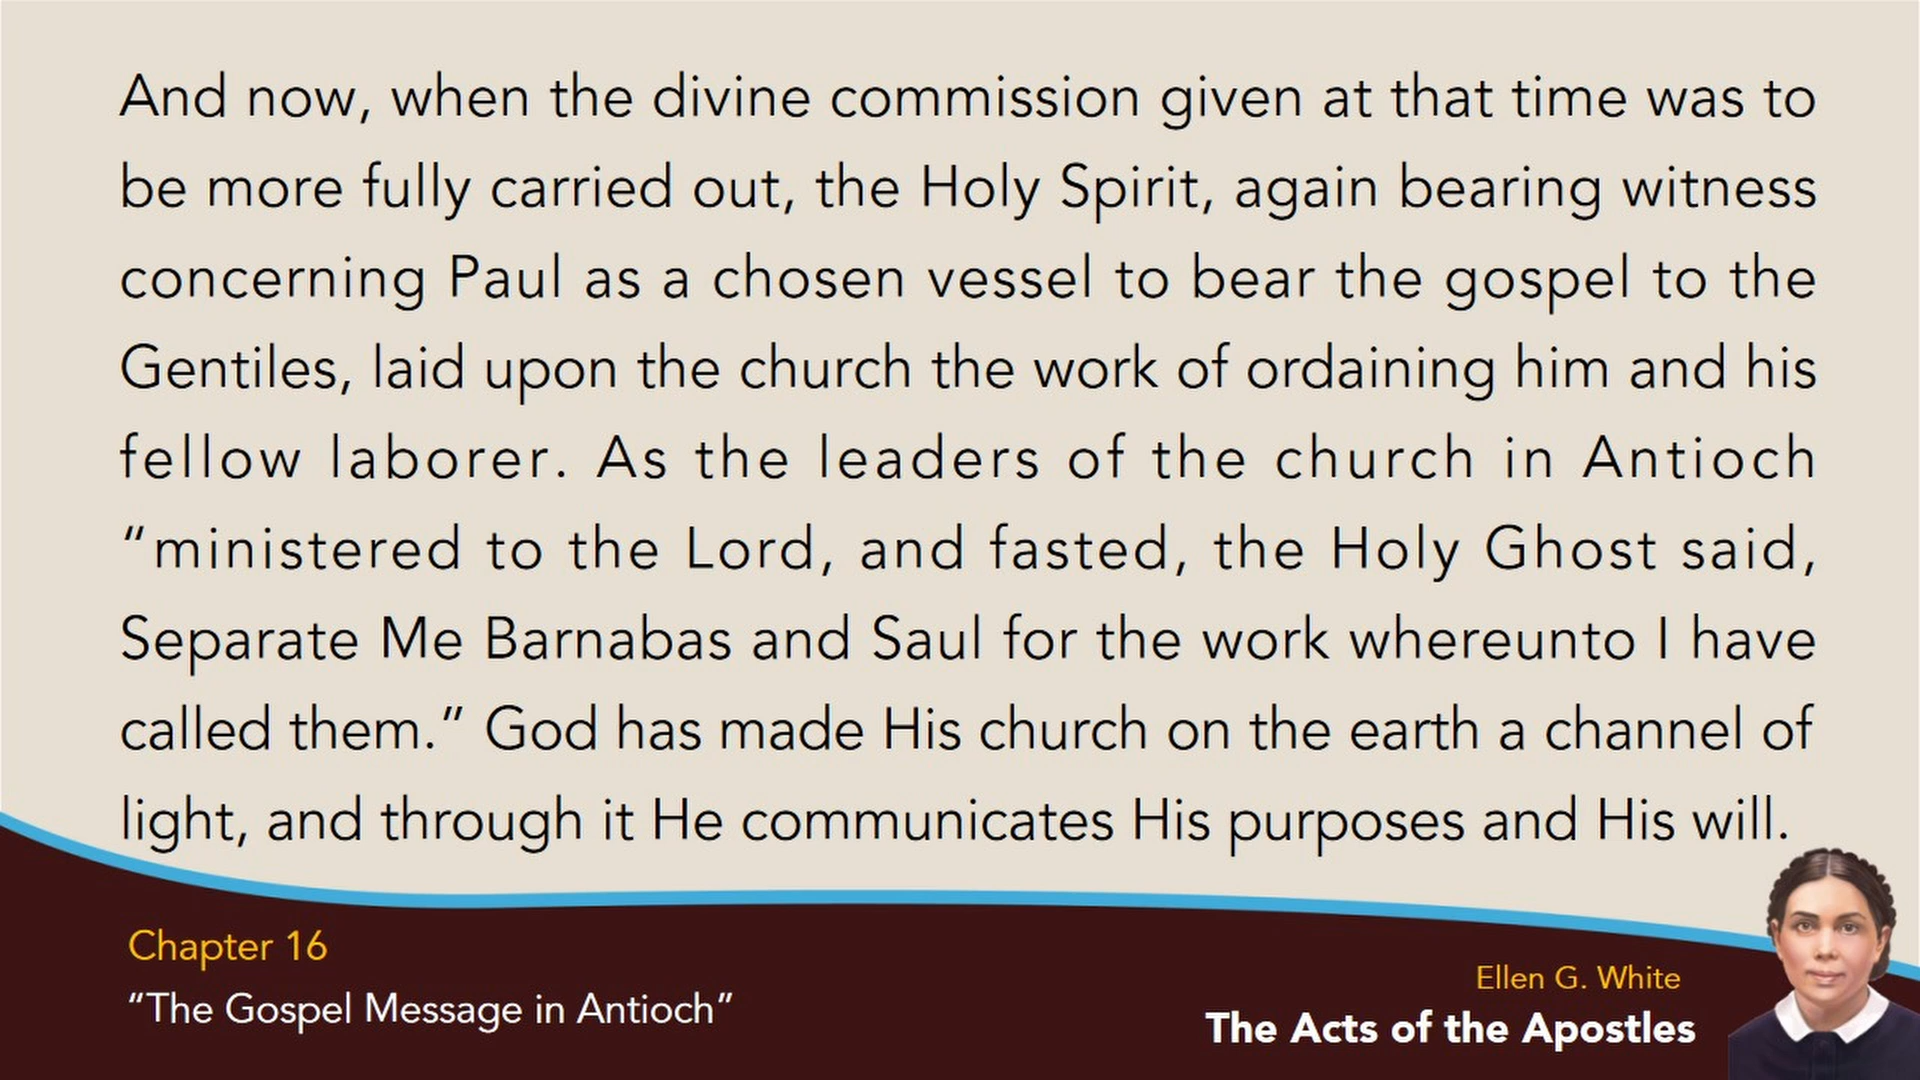 And now, when the divine commission given at that time was to
be more fully carried out, the Holy Spirit, again bearing witness
concerning Paul as a chosen vessel to bear the gospel to the
Gentiles, laid upon the church the work of ordaining him and his
fellow laborer. As the leaders of the church in Antioch
“ministered to the Lord, and fasted, the Holy Ghost said,
Separate Me Barnabas and Saul for the work whereunto I have
called them.” God has made His church on the earth a channel of
light, and through it He communicates His purposes and His will.
Chapter 16
“The Gospel Message in Antioch”
Ellen G. White
The Acts of the Apostles